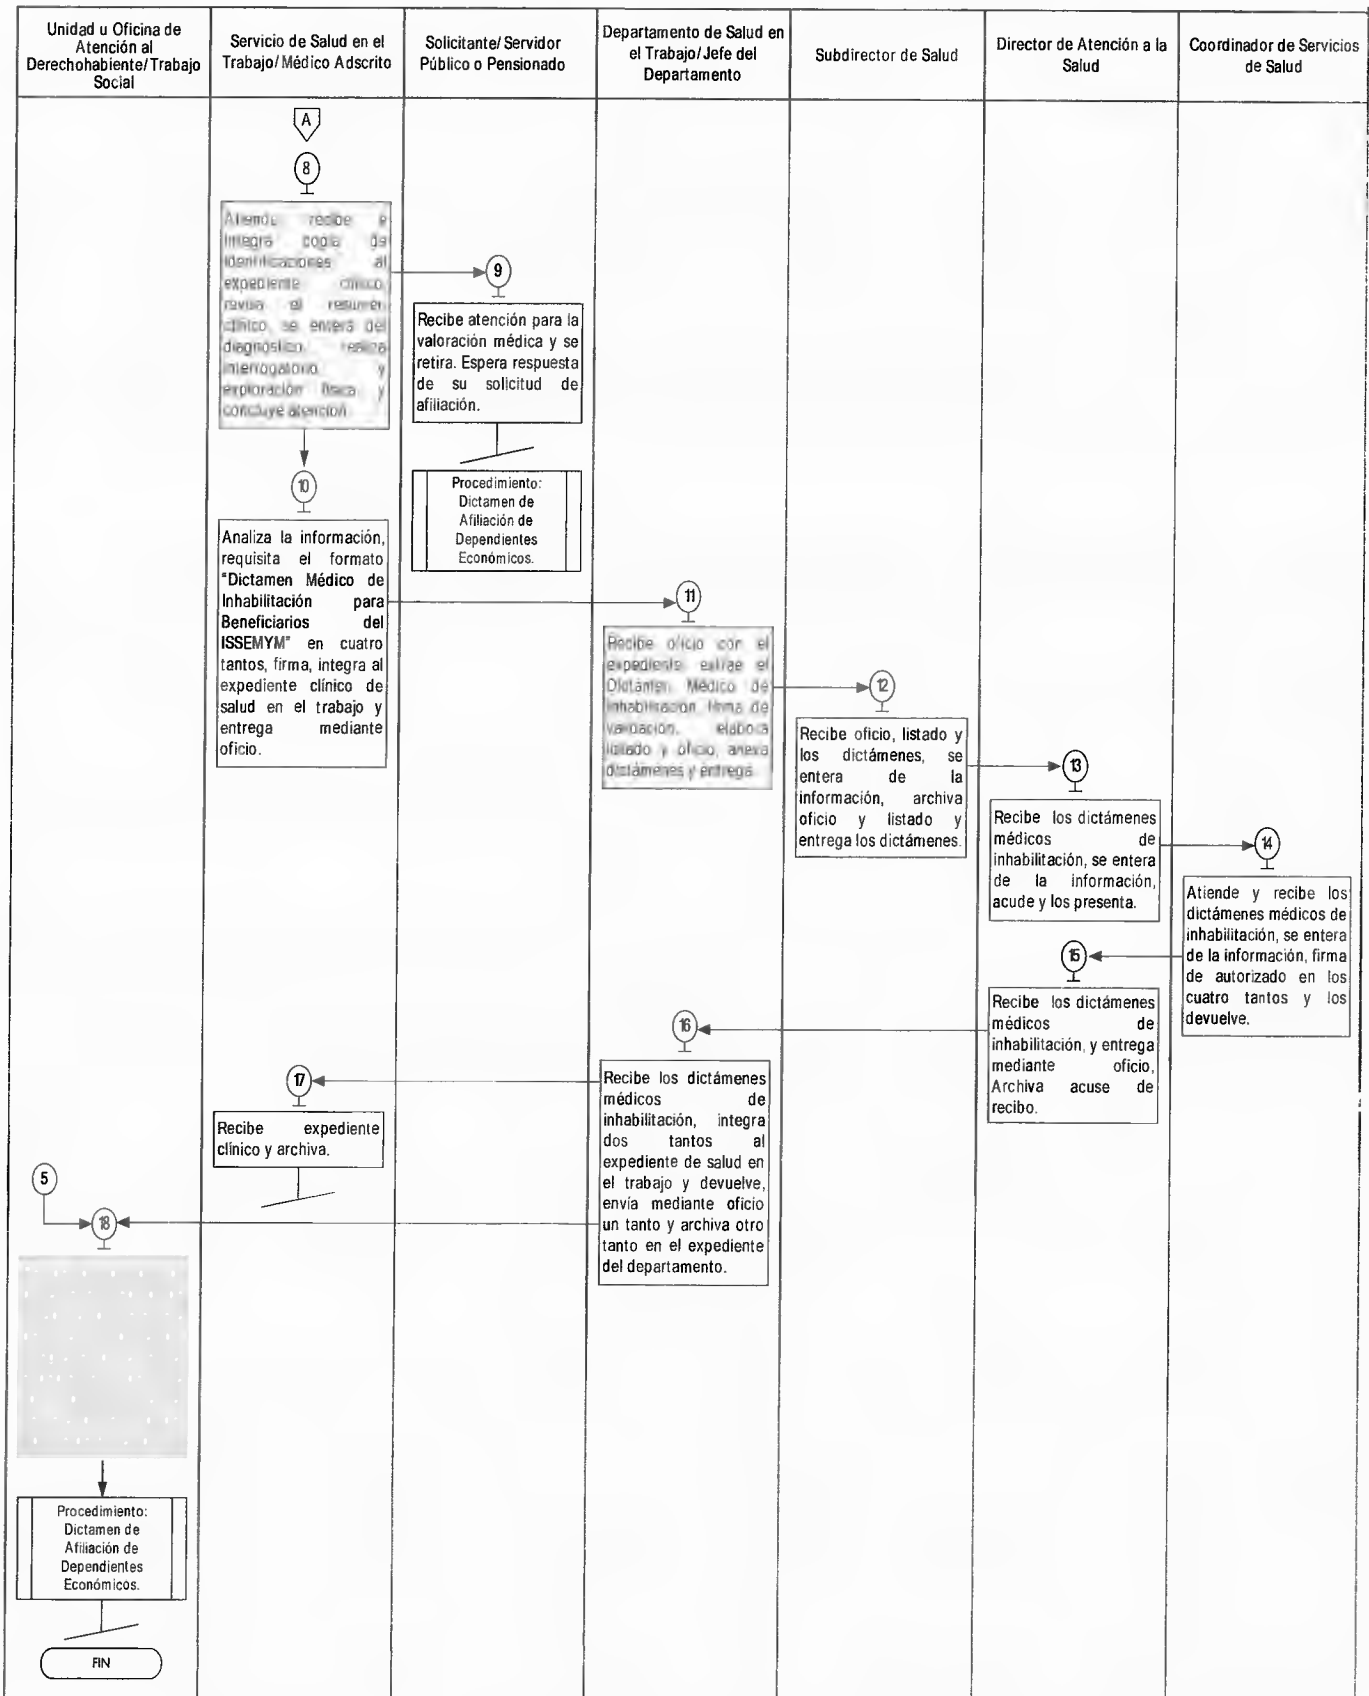 Unidad u Oficina de
Atención al
Derechohabiente/Trabajo
Social
Servicio de Salud en el
Trabajo/Médico Adscrito
Solicitante/Servidor
Público o Pensionado
Departamento de Salud en
el Trabajo/Jefe del
Departamento
Subdirector de Salud
Director de Atención a la
Salud
Coordinador de Servicios
de Salud
A
8
Atiende, recibe e
integra copia de
identificaciones al
expediente clínico,
revisa el resumen
clínico, se entera del
diagnóstico, realiza
interrogatorio y
exploración física y
concluye atención.
9
Recibe atención para la
valoración médica y se
retira. Espera respuesta
de su solicitud de
afiliación.
Procedimiento:
Dictamen de
Afiliación de
Dependientes
Económicos.
10
Analiza la información,
requisita el formato
"Dictamen Médico de
Inhabilitación para
Beneficiarios del
ISSEMYM" en cuatro
tantos, firma, integra al
expediente clínico de
salud en el trabajo y
entrega mediante
oficio.
11
Recibe oficio con el
expediente, extrae el
Dictamen Médico de
Inhabilitación, firma de
validación, elabora
listado y oficio, anexa
dictámenes y entrega.
12
Recibe oficio, listado y
los dictámenes, se
entera de la
información, archiva
oficio y listado y
entrega los dictámenes.
13
Recibe los dictámenes
médicos de
inhabilitación, se entera
de la información,
acude y los presenta.
14
Atiende y recibe los
dictámenes médicos de
inhabilitación, se entera
de la información, firma
de autorizado en los
cuatro tantos y los
devuelve.
15
Recibe los dictámenes
médicos de
inhabilitación, y entrega
mediante oficio,
Archiva acuse de
recibo.
16
Recibe los dictámenes
médicos de
inhabilitación, integra
dos tantos al
expediente de salud en
el trabajo y devuelve,
envía mediante oficio
un tanto y archiva otro
tanto en el expediente
del departamento.
17
Recibe expediente
clínico y archiva.
5
18
Procedimiento:
Dictamen de
Afiliación de
Dependientes
Económicos.
FIN